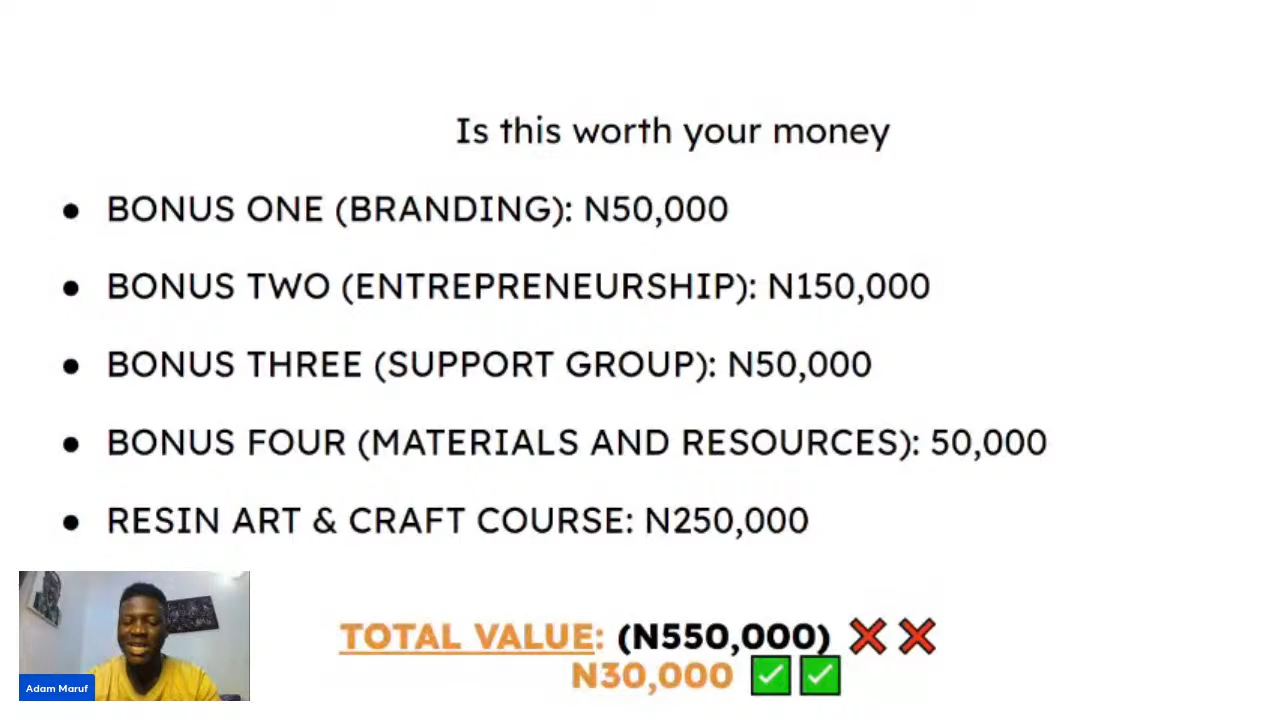 Is this worth your money
● BONUS ONE (BRANDING): N50,000
● BONUS TWO (ENTREPRENEURSHIP): N150,000
● BONUS THREE (SUPPORT GROUP): N50,000
● BONUS FOUR (MATERIALS AND RESOURCES): 50,000
● RESIN ART & CRAFT COURSE: N250,000
TOTAL VALUE: (N550,000) ❌ ❌
N30,000 ✅ ✅
Adam Maruf